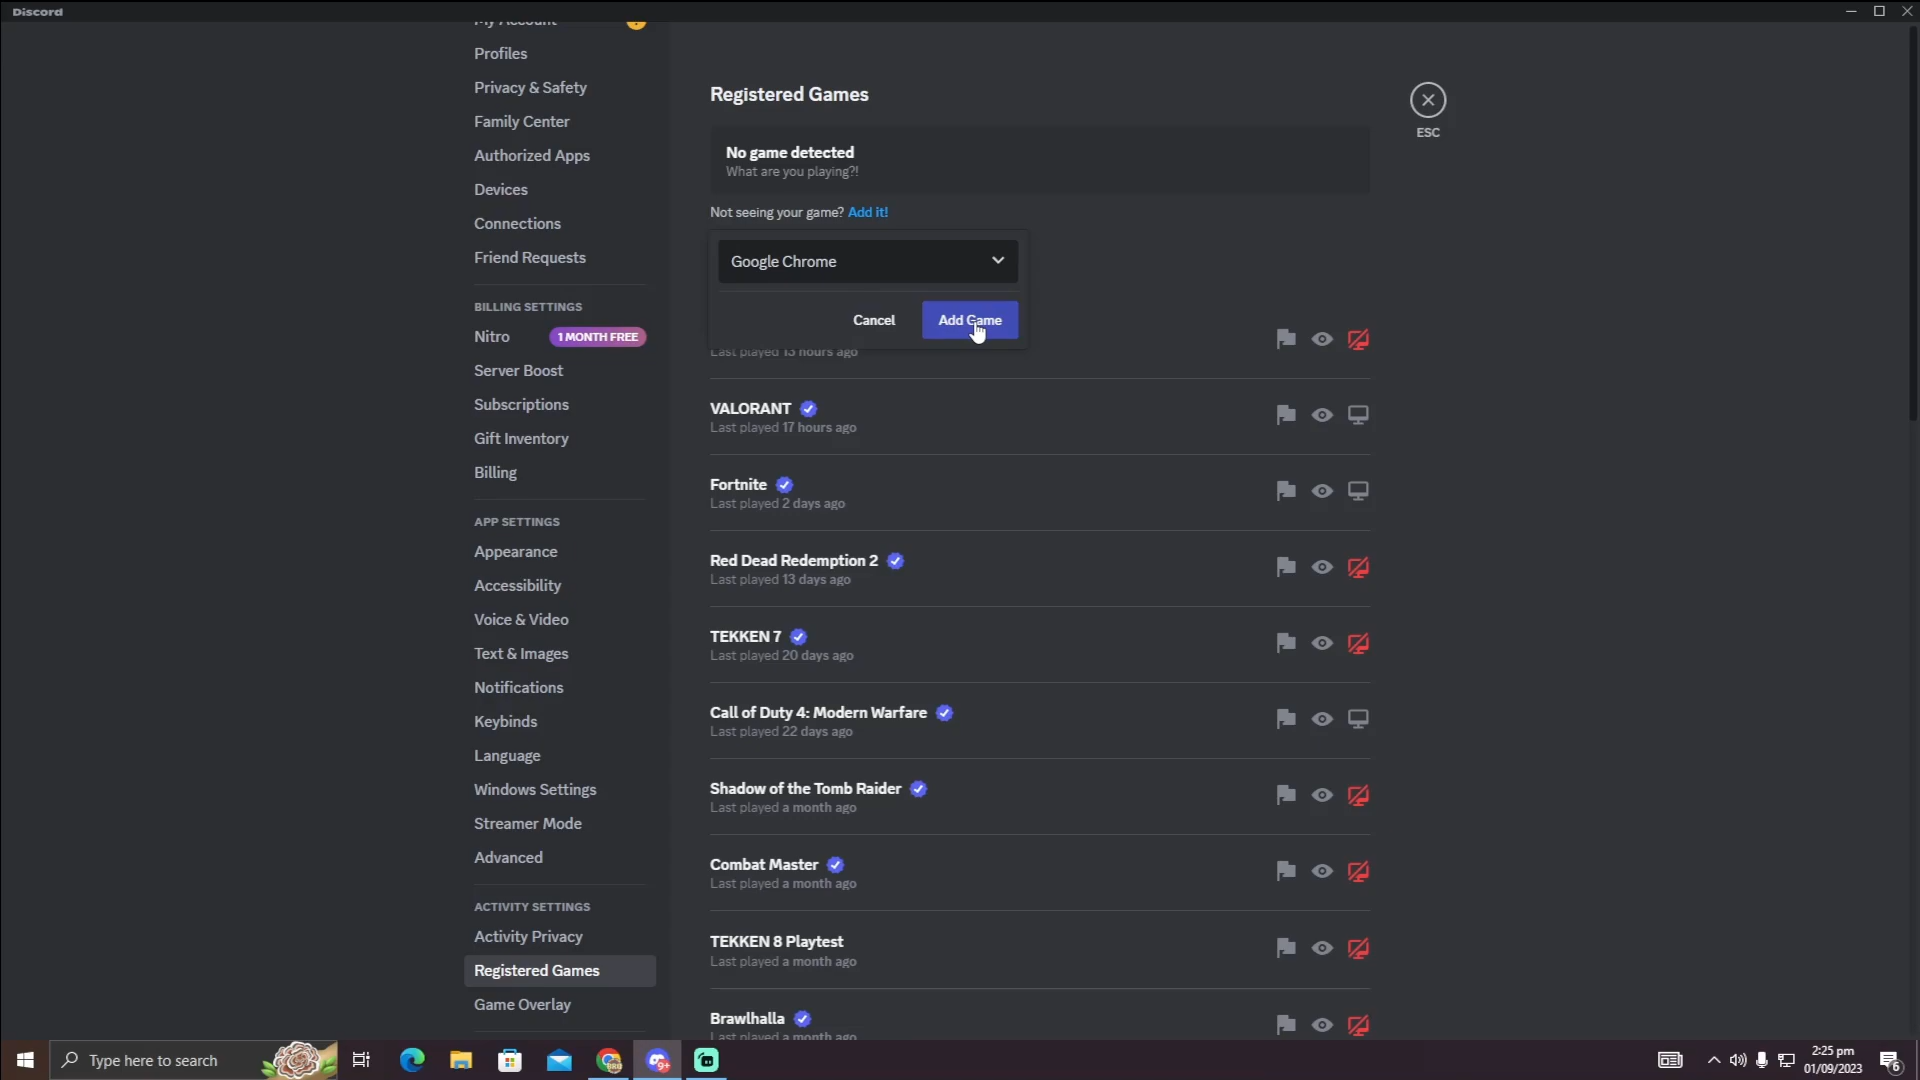 Discord
My Account
Profiles
Privacy & Safety
Family Center
Authorized Apps
Devices
Connections
Friend Requests
BILLING SETTINGS
Nitro 1 MONTH FREE
Server Boost
Subscriptions
Gift Inventory
Billing
APP SETTINGS
Appearance
Accessibility
Voice & Video
Text & Images
Notifications
Keybinds
Language
Windows Settings
Streamer Mode
Advanced
ACTIVITY SETTINGS
Activity Privacy
Registered Games
Game Overlay
Registered Games
ESC
No game detected
What are you playing?!
Not seeing your game? Add it!
Google Chrome
Cancel Add Game
Last played 13 hours ago
VALORANT
Last played 17 hours ago
Fortnite
Last played 2 days ago
Red Dead Redemption 2
Last played 13 days ago
TEKKEN 7
Last played 20 days ago
Call of Duty 4: Modern Warfare
Last played 22 days ago
Shadow of the Tomb Raider
Last played a month ago
Combat Master
Last played a month ago
TEKKEN 8 Playtest
Last played a month ago
Brawlhalla
Last played a month ago
Type here to search
9+
2:25 pm
01/09/2023
6